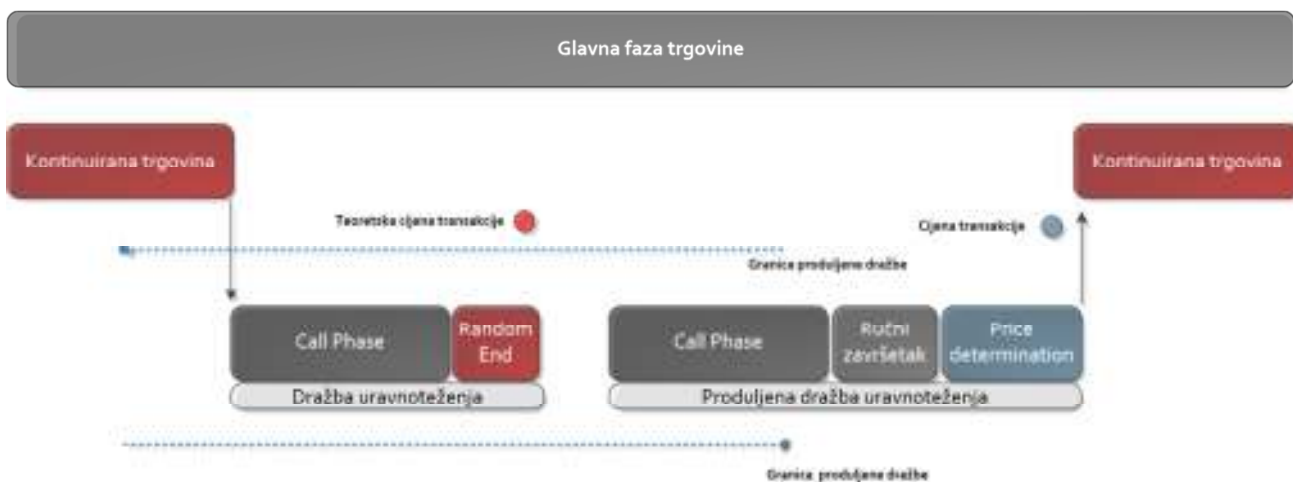 Glavna faza trgovine
Kontinuirana trgovina
Kontinuirana trgovina
Teoretska cijena transakcije
Cijena transakcije
Granica produljene dražbe
Call Phase
Random
End
Call Phase
Ručni
završetak
Price
determination
Dražba uravnoteženja
Produljena dražba uravnoteženja
Granica produljene dražbe